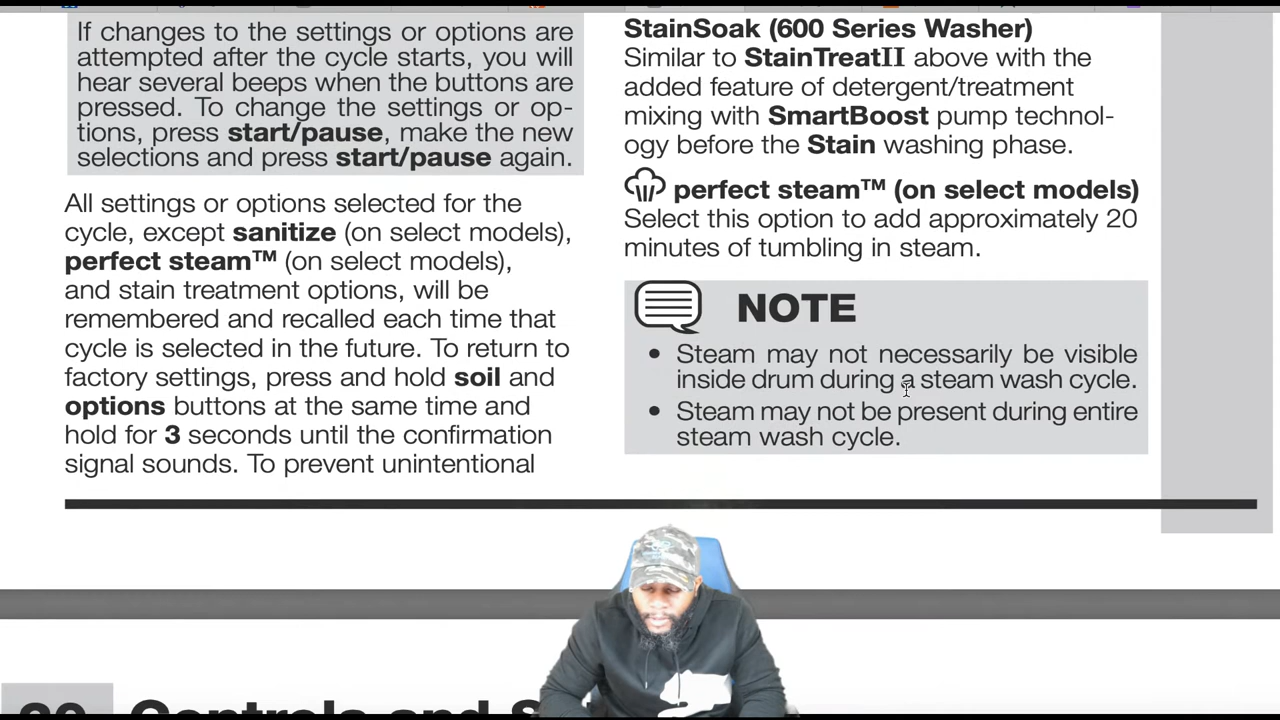 If changes to the settings or options are
attempted after the cycle starts, you will
hear several beeps when the buttons are
pressed. To change the settings or op-
tions, press start/pause, make the new
selections and press start/pause again.
All settings or options selected for the
cycle, except sanitize (on select models),
perfect steam™ (on select models),
and stain treatment options, will be
remembered and recalled each time that
cycle is selected in the future. To return to
factory settings, press and hold soil and
options buttons at the same time and
hold for 3 seconds until the confirmation
signal sounds. To prevent unintentional
StainSoak (600 Series Washer)
Similar to StainTreatII above with the
added feature of detergent/treatment
mixing with SmartBoost pump technol-
ogy before the Stain washing phase.
perfect steam™ (on select models)
Select this option to add approximately 20
minutes of tumbling in steam.
NOTE
• Steam may not necessarily be visible
inside drum during a steam wash cycle.
• Steam may not be present during entire
steam wash cycle.
Controls and S